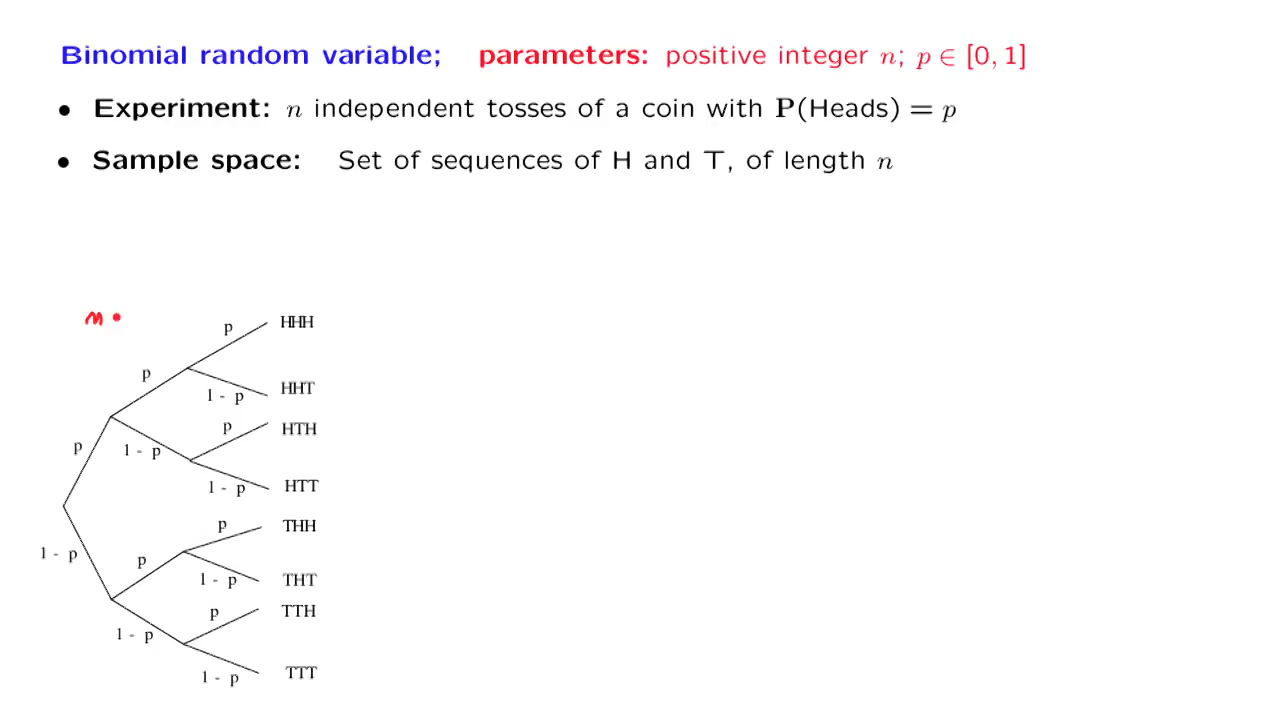 Binomial random variable; parameters: positive integer n; p ∈ [0, 1]
• Experiment: n independent tosses of a coin with P(Heads) = p
• Sample space: Set of sequences of H and T, of length n
n
p HHH
p
1 - p HHT
p HTH
p 1 - p
1 - p HTT
p THH
1 - p p
1 - p THT
p TTH
1 - p
1 - p TTT